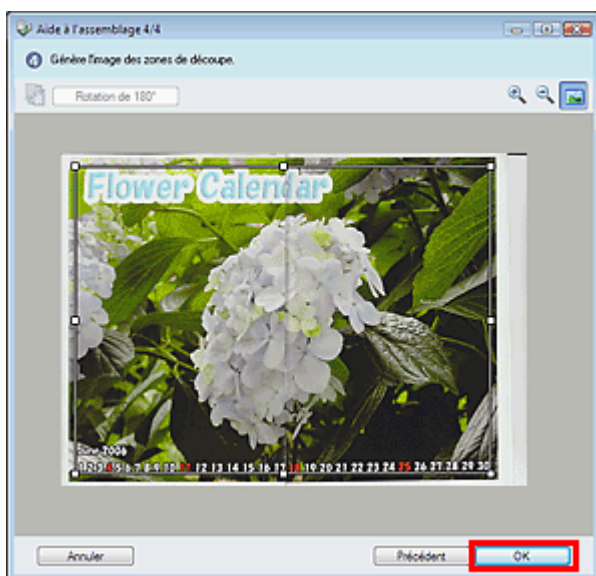 Aide à l'assemblage 4/4
Génère l'image des zones de découpe.
Rotation de 180°
Flower Calendar
June 2006
1 2 3 4 5 6 7 8 9 10 11 12 13 14 15 16 17 18 19 20 21 22 23 24 25 26 27 28 29 30
Annuler
Précédent
OK